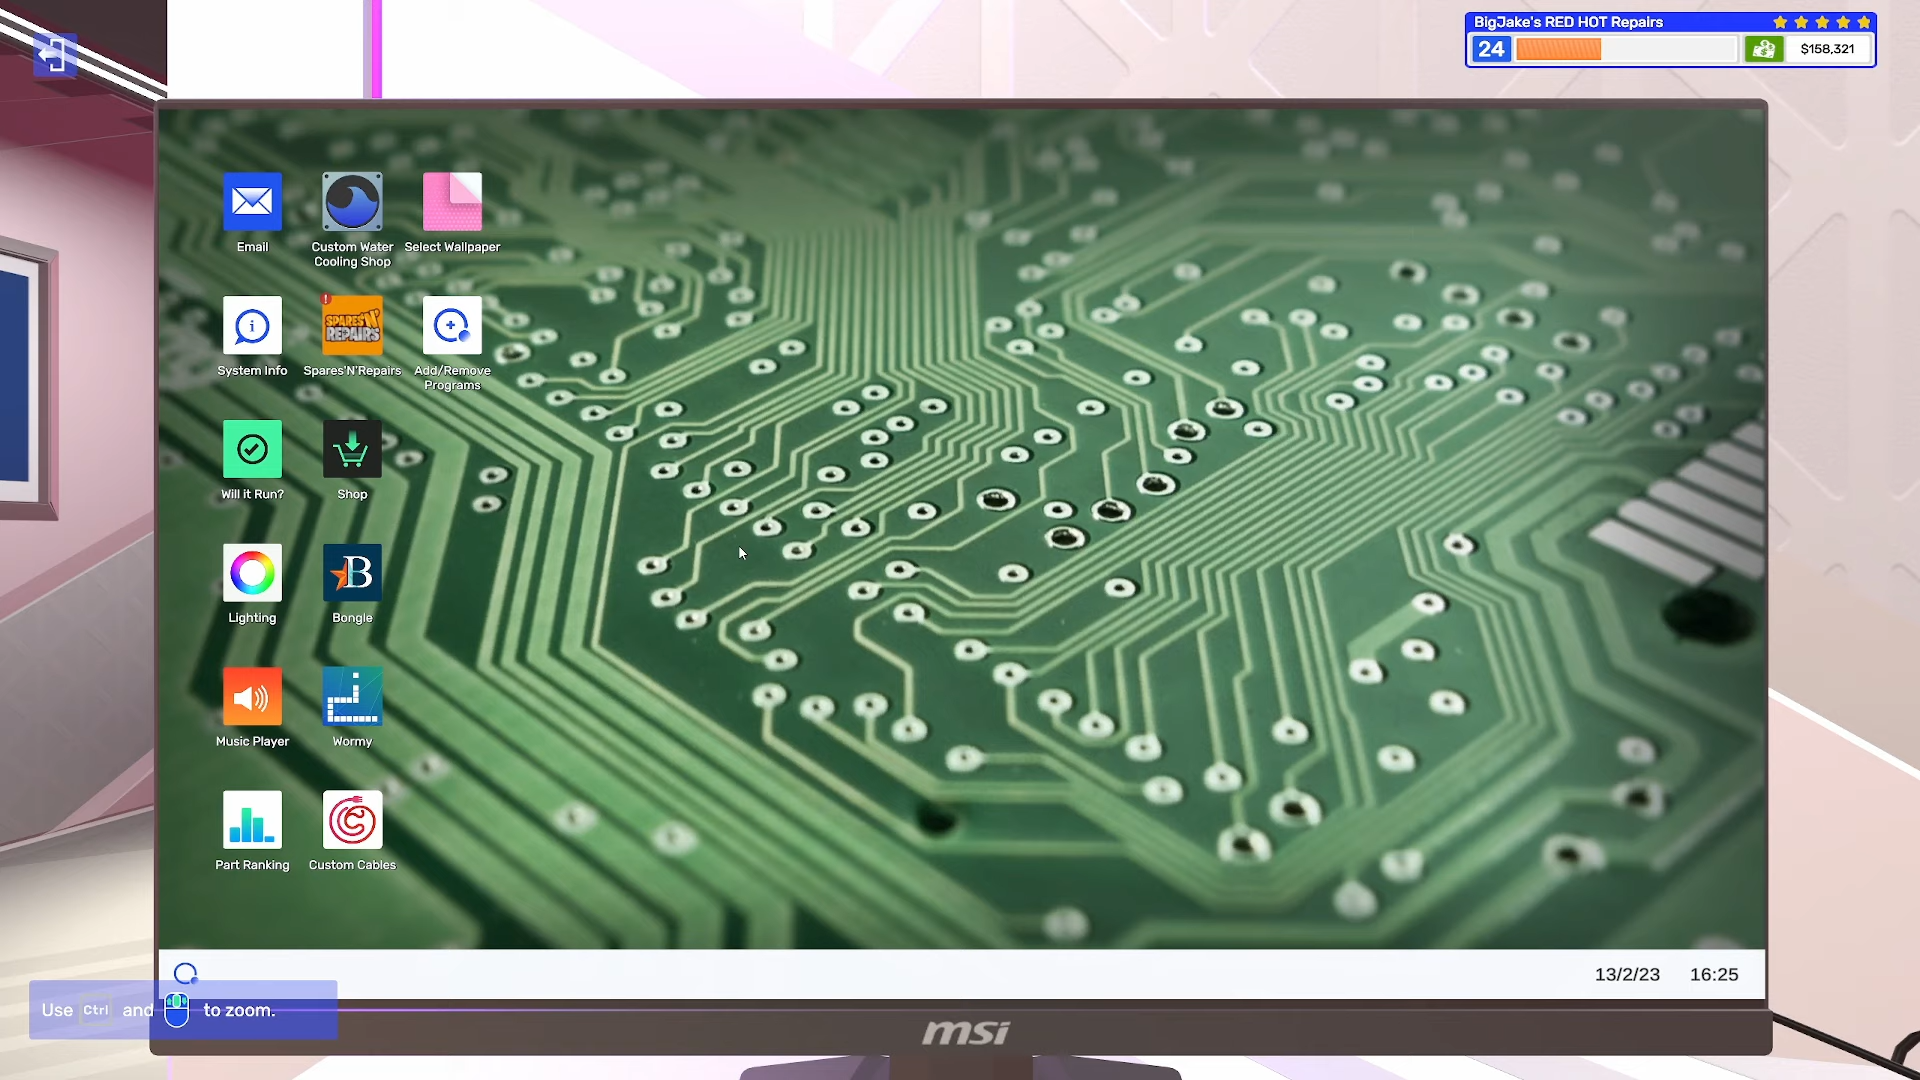 BigJake's RED HOT Repairs
24
$158,321
Email
Custom Water
Cooling Shop
Select Wallpaper
System Info
SPARES'N'
REPAIRS
Spares'N'Repairs
Add/Remove
Programs
Will it Run?
Shop
Lighting
B
Bongle
Music Player
Wormy
Part Ranking
Custom Cables
13/2/23 16:25
Use Ctrl and to zoom.
msi